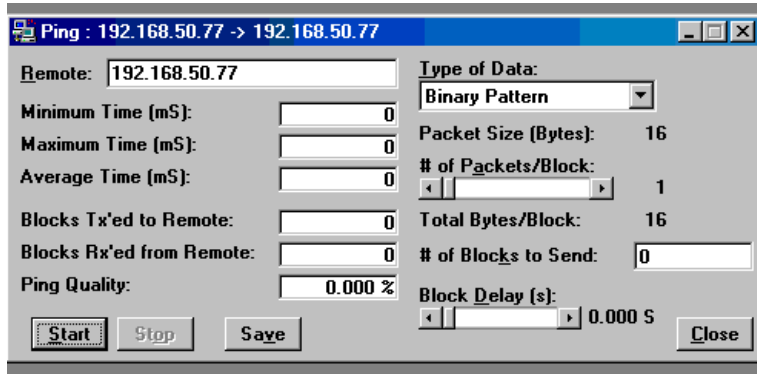 Ping : 192.168.50.77 -> 192.168.50.77
Remote: 192.168.50.77
Minimum Time (mS): 0
Maximum Time (mS): 0
Average Time (mS): 0
Blocks Tx'ed to Remote: 0
Blocks Rx'ed from Remote: 0
Ping Quality: 0.000 %
Start Stop Save
Type of Data:
Binary Pattern
Packet Size (Bytes): 16
# of Packets/Block:
1
Total Bytes/Block: 16
# of Blocks to Send: 0
Block Delay (s):
0.000 S
Close